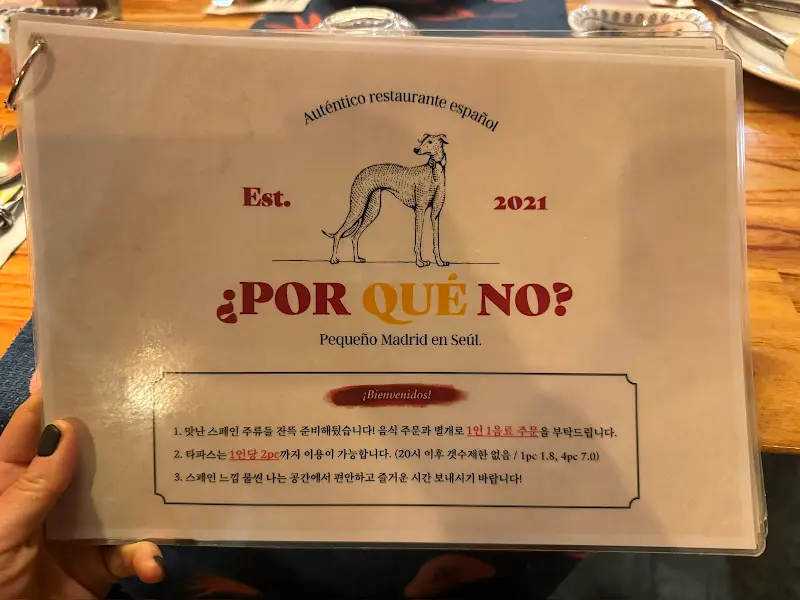 Auténtico restaurante español
Est. 2021
¿POR QUÉ NO?
Pequeño Madrid en Seúl.
¡Bienvenidos!
1. 맛난 스페인 주류들 잔뜩 준비해뒀습니다! 음식 주문과 별개로 1인 1음료 주문을 부탁드립니다.
2. 타파스는 1인당 2pc까지 이용이 가능합니다. (20시 이후 갯수제한 없음 / 1pc 1.8, 4pc 7.0)
3. 스페인 느낌 물씬 나는 공간에서 편안하고 즐거운 시간 보내시기 바랍니다!